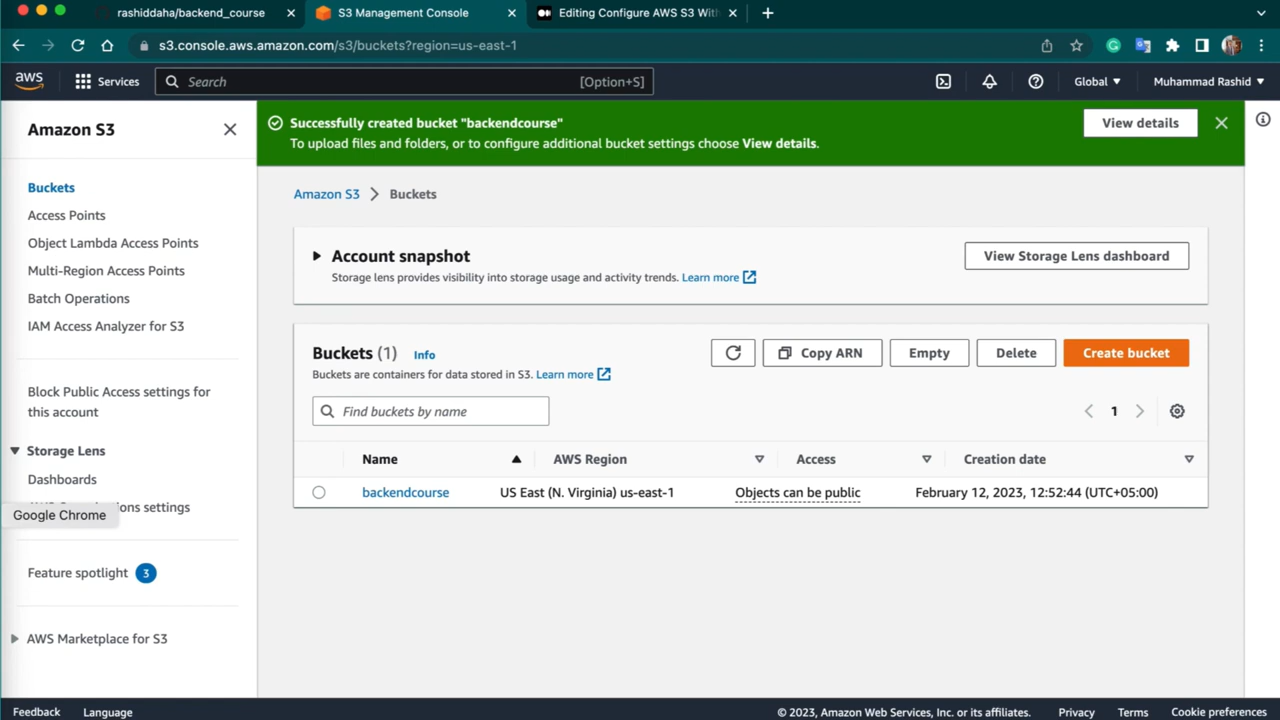 rashiddaha/backend_course
S3 Management Console
Editing Configure AWS S3 With
s3.console.aws.amazon.com/s3/buckets?region=us-east-1
aws
Services
Search
[Option+S]
Global
Muhammad Rashid
Amazon S3
Buckets
Access Points
Object Lambda Access Points
Multi-Region Access Points
Batch Operations
IAM Access Analyzer for S3
Block Public Access settings for
this account
Storage Lens
Dashboards
ons settings
Google Chrome
Feature spotlight 3
AWS Marketplace for S3
Successfully created bucket "backendcourse"
To upload files and folders, or to configure additional bucket settings choose View details.
View details
Amazon S3 > Buckets
Account snapshot
Storage lens provides visibility into storage usage and activity trends. Learn more
View Storage Lens dashboard
Buckets (1) Info
Buckets are containers for data stored in S3. Learn more
Copy ARN
Empty
Delete
Create bucket
Find buckets by name
1
Name AWS Region Access Creation date
backendcourse US East (N. Virginia) us-east-1 Objects can be public February 12, 2023, 12:52:44 (UTC+05:00)
Feedback Language © 2023, Amazon Web Services, Inc. or its affiliates. Privacy Terms Cookie preferences